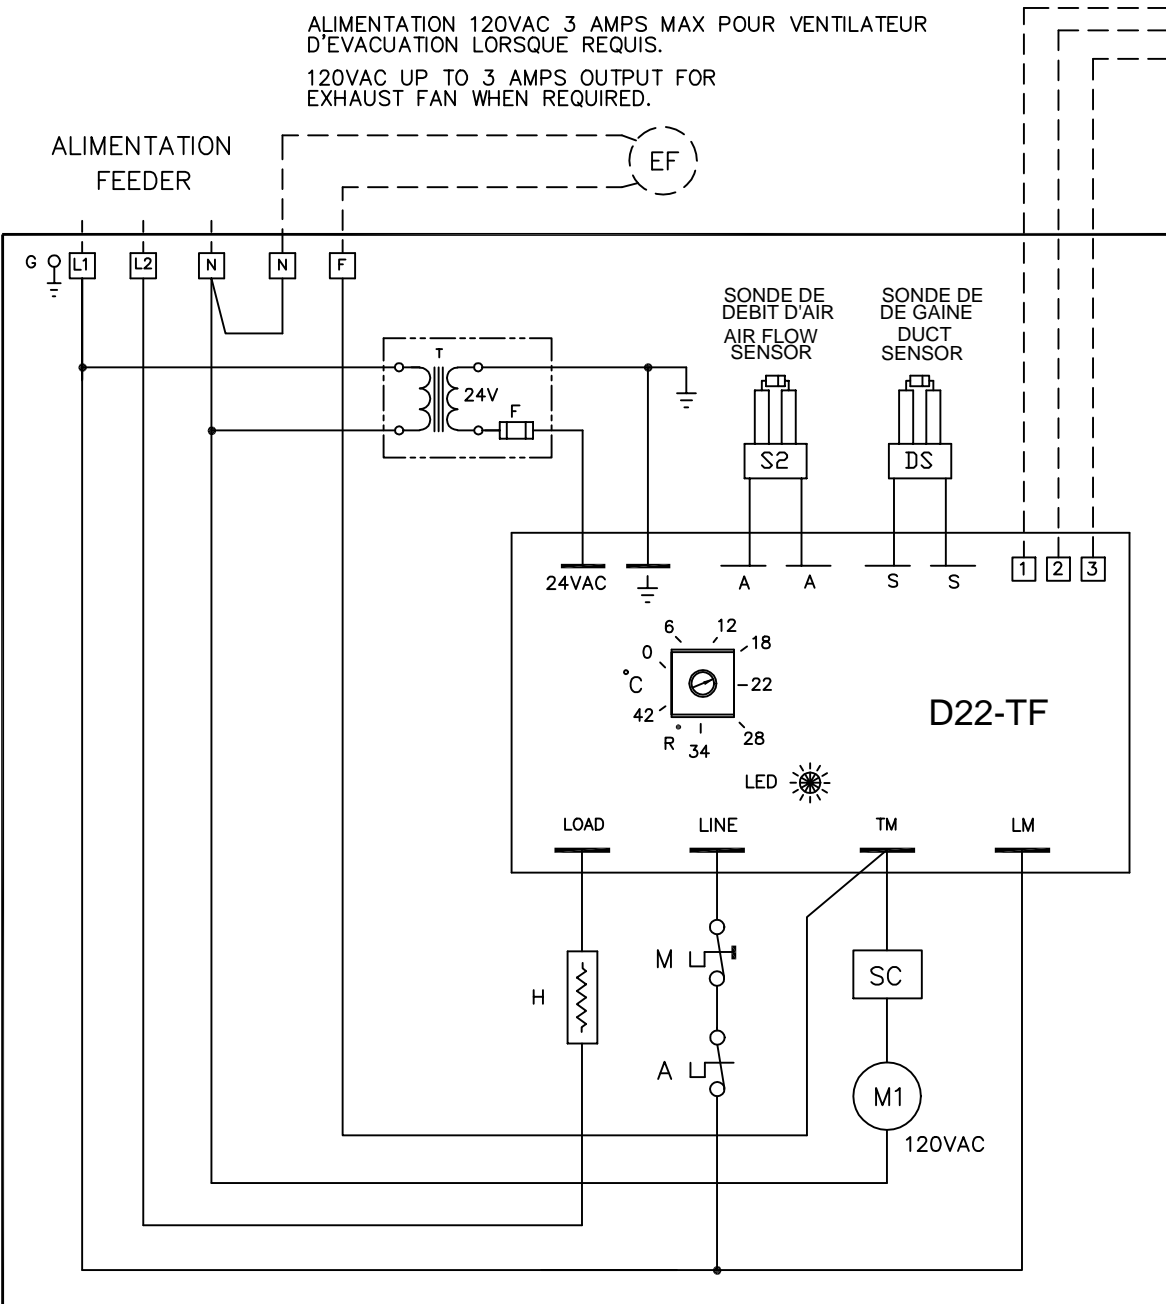 ALIMENTATION 120VAC 3 AMPS MAX POUR VENTILATEUR
D'EVACUATION LORSQUE REQUIS.
120VAC UP TO 3 AMPS OUTPUT FOR
EXHAUST FAN WHEN REQUIRED.
ALIMENTATION
FEEDER
EF
G
L1
L2
N
N
F
T
24V
F
SONDE DE
DEBIT D'AIR
AIR FLOW
SENSOR
SONDE DE
DE GAINE
DUCT
SENSOR
S2
DS
24VAC
A
A
S
S
1
2
3
0
6
12
18
22
28
34
42
°C
R°
D22-TF
LED
LOAD
LINE
TM
LM
H
M
A
SC
M1
120VAC